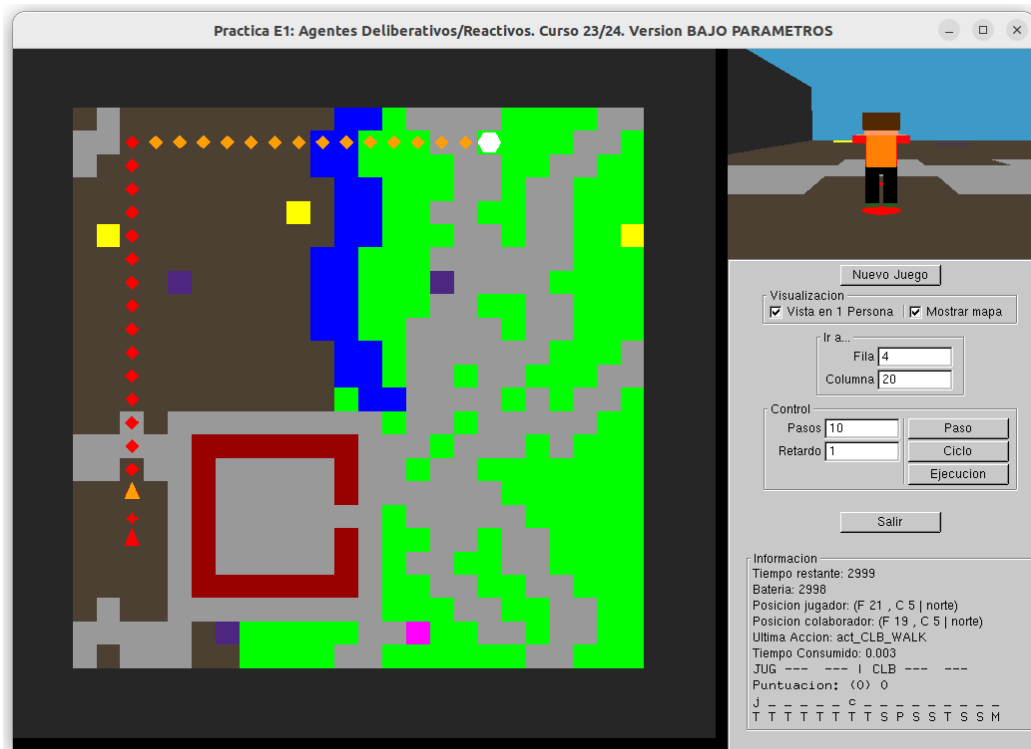 Practica E1: Agentes Deliberativos/Reactivos. Curso 23/24. Version BAJO PARAMETROS
Nuevo Juego
Visualizacion
Vista en 1 Persona
Mostrar mapa
Ir a...
Fila 4
Columna 20
Control
Pasos 10 Paso
Retardo 1 Ciclo
Ejecucion
Salir
Informacion
Tiempo restante: 2999
Bateria: 2998
Posicion jugador: (F 21 , C 5 | norte)
Posicion colaborador: (F 19 , C 5 | norte)
Ultima Accion: act_CLB_WALK
Tiempo Consumido: 0.003
JUG --- --- | CLB --- ---
Puntuacion: (0) 0
j _ _ _ _ _ c _ _ _ _ _ _ _ _ _
T T T T T T T T S P S S T S S M